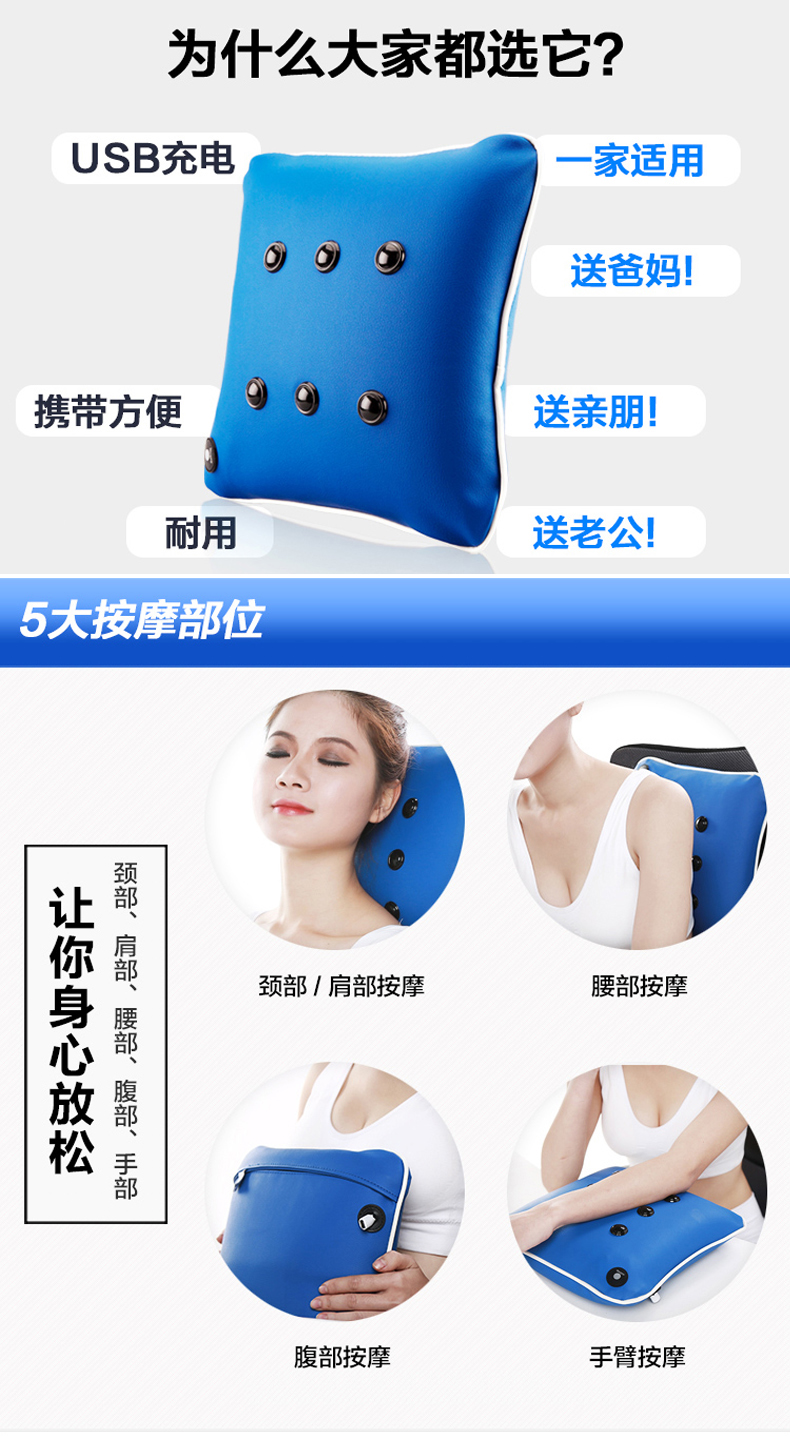 为什么大家都选它?
USB充电
一家适用
送爸妈!
携带方便
送亲朋!
耐用
送老公!
5大按摩部位
颈部、肩部、腰部、腹部、手部
让你身心放松
颈部 / 肩部按摩
腰部按摩
腹部按摩
手臂按摩